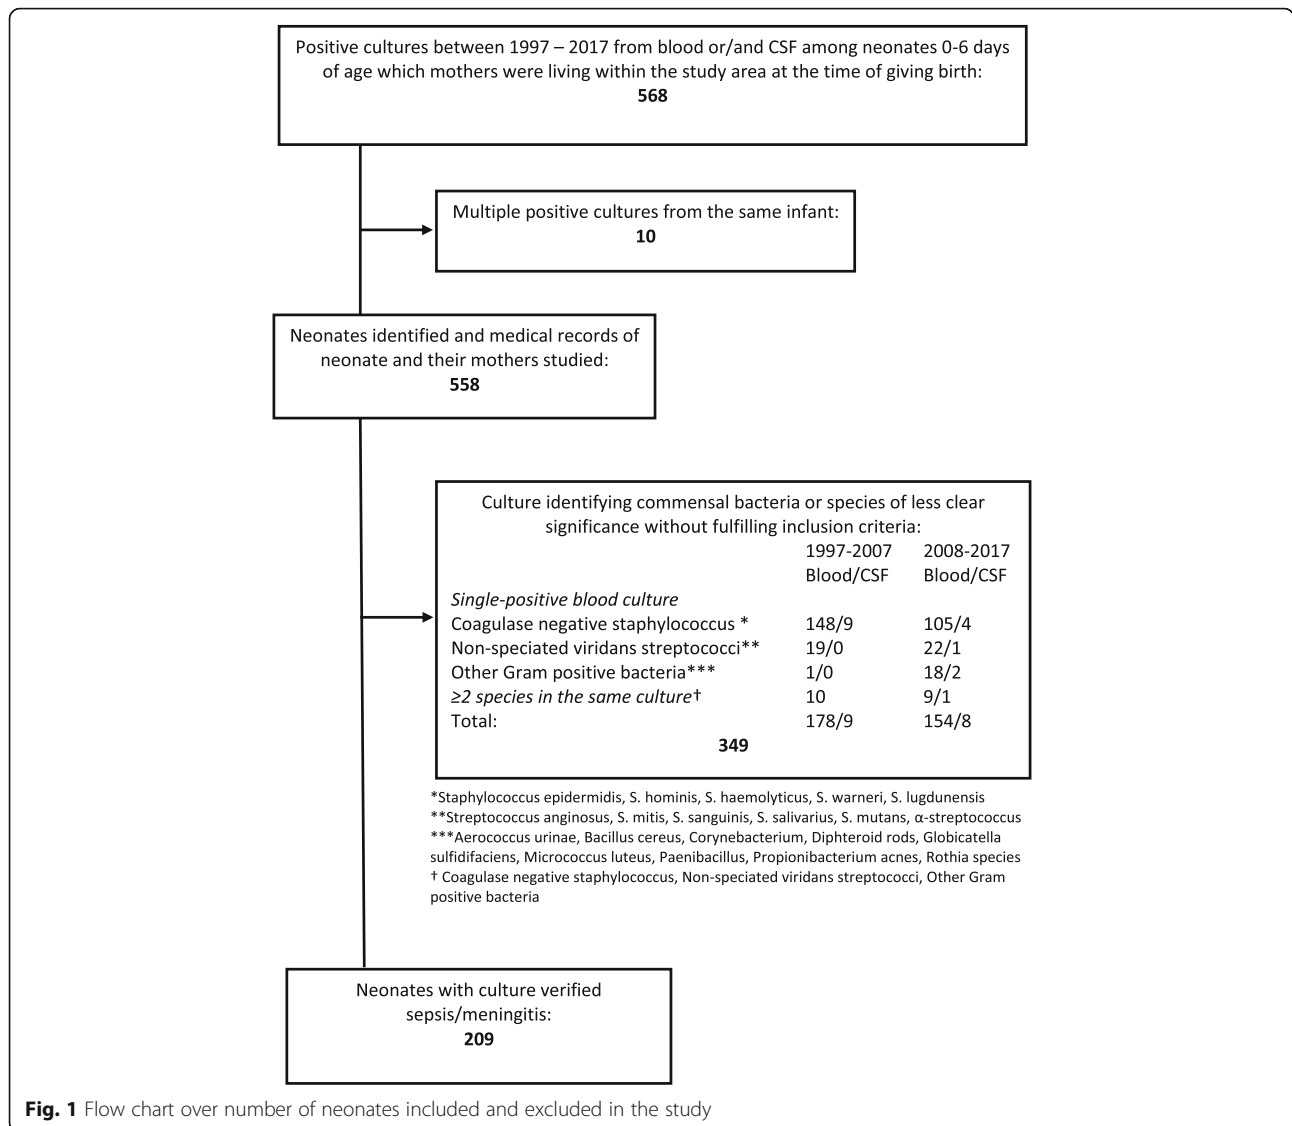 Positive cultures between 1997 – 2017 from blood or/and CSF among neonates 0-6 days
of age which mothers were living within the study area at the time of giving birth:
568
Multiple positive cultures from the same infant:
10
Neonates identified and medical records of
neonate and their mothers studied:
558
Culture identifying commensal bacteria or species of less clear
significance without fulfilling inclusion criteria:
1997-2007 2008-2017
Blood/CSF Blood/CSF
Single-positive blood culture
Coagulase negative staphylococcus * 148/9 105/4
Non-speciated viridans streptococci** 19/0 22/1
Other Gram positive bacteria*** 1/0 18/2
≥2 species in the same culture† 10 9/1
Total: 178/9 154/8
349
*Staphylococcus epidermidis, S. hominis, S. haemolyticus, S. warneri, S. lugdunensis
**Streptococcus anginosus, S. mitis, S. sanguinis, S. salivarius, S. mutans, α-streptococcus
***Aerococcus urinae, Bacillus cereus, Corynebacterium, Diphteroid rods, Globicatella
sulfidifaciens, Micrococcus luteus, Paenibacillus, Propionibacterium acnes, Rothia species
† Coagulase negative staphylococcus, Non-speciated viridans streptococci, Other Gram
positive bacteria
Neonates with culture verified
sepsis/meningitis:
209
Fig. 1 Flow chart over number of neonates included and excluded in the study